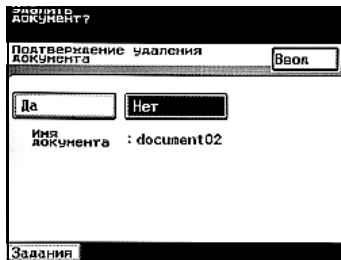 Удалить
документ?
Подтверждение удаления
документа
Ввод
Да
Нет
Имя
документа
: document02
Задания